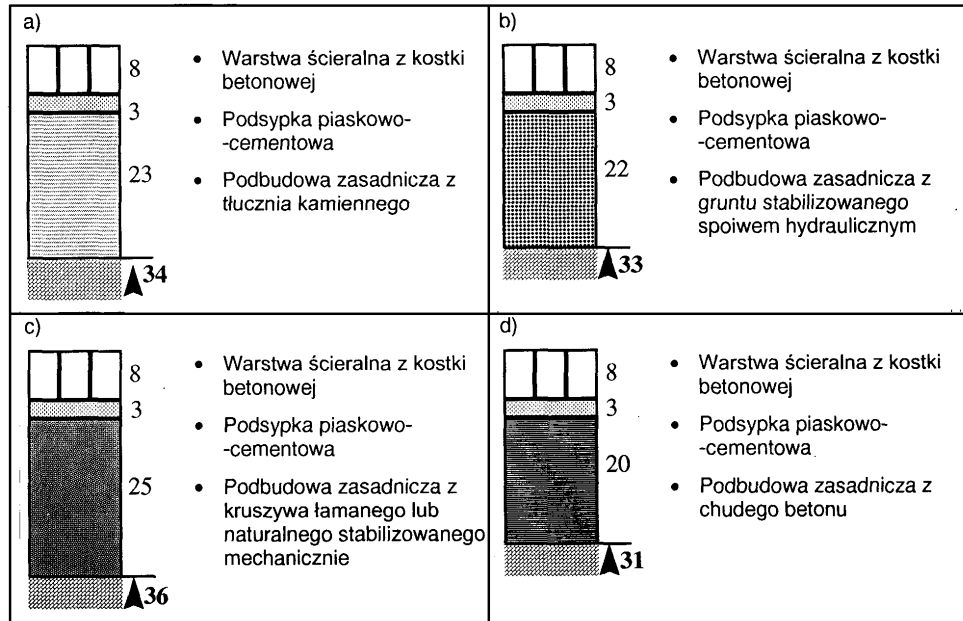 a)
8
3
23
34
• Warstwa ścieralna z kostki
betonowej
• Podsypka piaskowo-
-cementowa
• Podbudowa zasadnicza z
tłucznia kamiennego
b)
8
3
22
33
• Warstwa ścieralna z kostki
betonowej
• Podsypka piaskowo-
-cementowa
• Podbudowa zasadnicza z
gruntu stabilizowanego
spoiwem hydraulicznym
c)
8
3
25
36
• Warstwa ścieralna z kostki
betonowej
• Podsypka piaskowo-
-cementowa
• Podbudowa zasadnicza z
kruszywa łamanego lub
naturalnego stabilizowanego
mechanicznie
d)
8
3
20
31
• Warstwa ścieralna z kostki
betonowej
• Podsypka piaskowo-
-cementowa
• Podbudowa zasadnicza z
chudego betonu